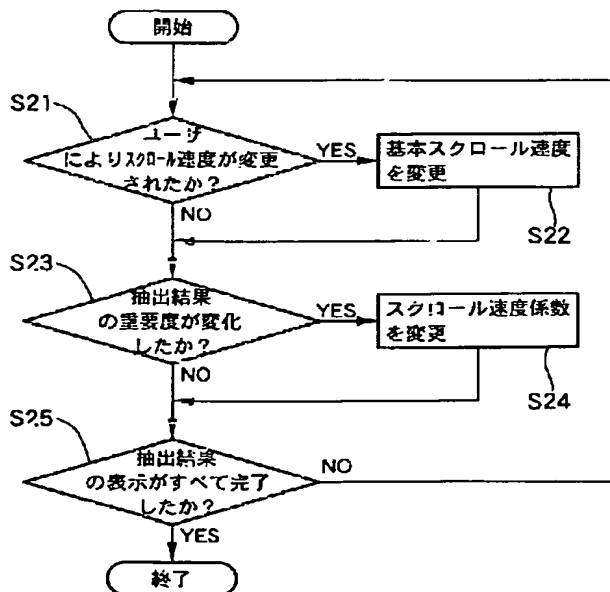 開始
S21
ユーザ
によりスクロール速度が変更
されたか?
YES
基本スクロール速度
を変更
NO
S22
S23
抽出結果
の重要度が変化
したか?
YES
スクロール速度係数
を変更
NO
S24
S25
抽出結果
の表示がすべて完了
したか?
NO
YES
終了